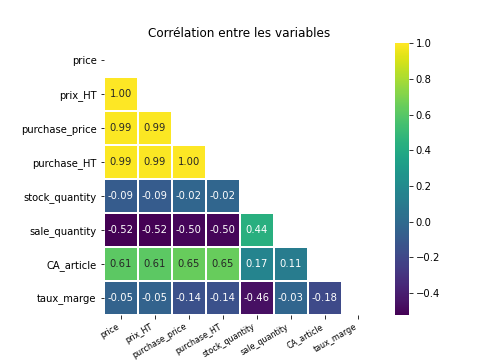 Corrélation entre les variables
price
prix_HT 1.00
purchase_price 0.99 0.99
purchase_HT 0.99 0.99 1.00
stock_quantity -0.09 -0.09 -0.02 -0.02
sale_quantity -0.52 -0.52 -0.50 -0.50 0.44
CA_article 0.61 0.61 0.65 0.65 0.17 0.11
taux_marge -0.05 -0.05 -0.14 -0.14 -0.46 -0.03 -0.18
price prix_HT purchase_price purchase_HT stock_quantity sale_quantity CA_article taux_marge
1.0
0.8
0.6
0.4
0.2
0.0
−0.2
−0.4